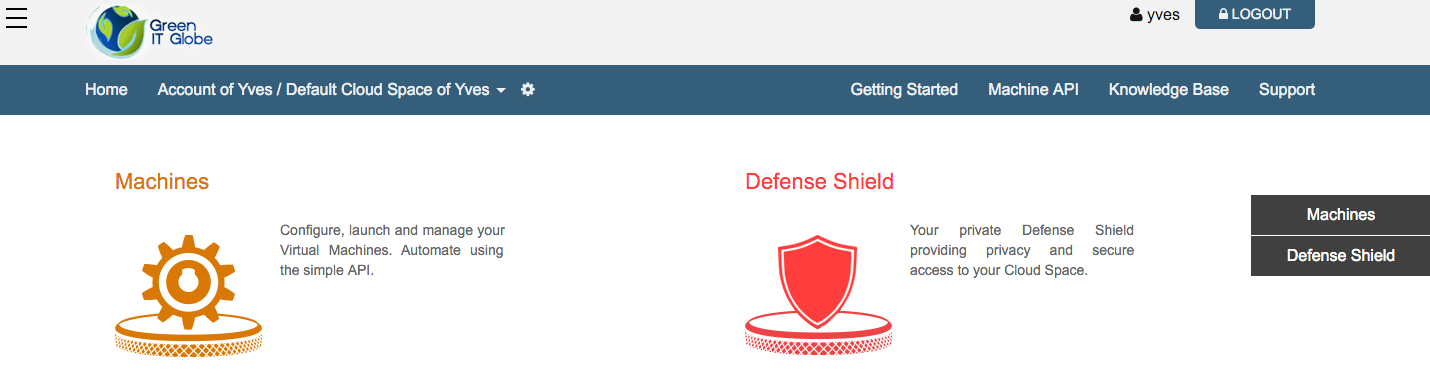 Green
IT Globe
yves
LOGOUT
Home
Account of Yves / Default Cloud Space of Yves
Getting Started
Machine API
Knowledge Base
Support
Machines
Configure, launch and manage your
Virtual Machines. Automate using
the simple API.
Defense Shield
Your private Defense Shield
providing privacy and secure
access to your Cloud Space.
Machines
Defense Shield